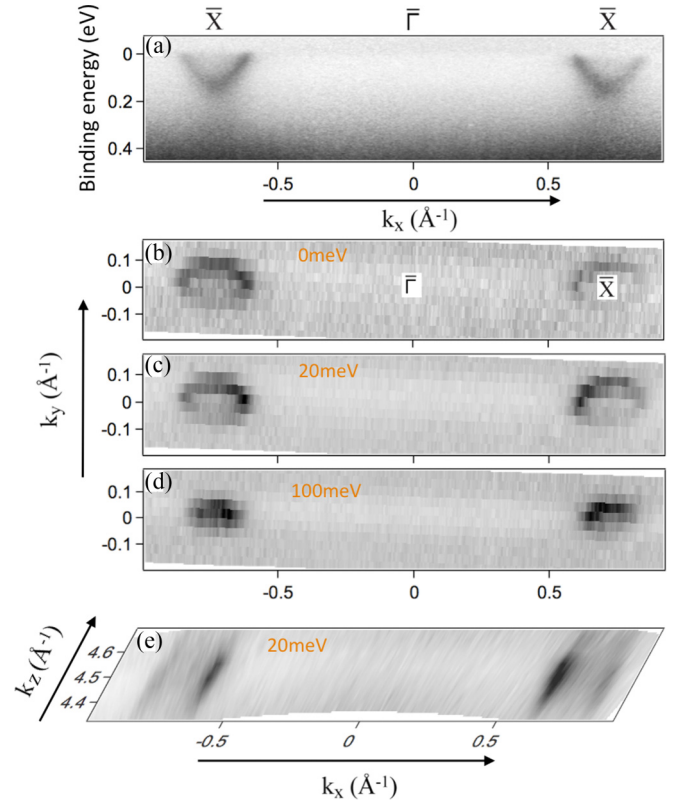 X̅ Γ̅ X̅
(a)
Binding energy (eV)
0
0.2
0.4
-0.5 0 0.5
kₓ (Å⁻¹)
(b) 0meV
0.1
0
-0.1
Γ̅ X̅
(c) 20meV
0.1
0
-0.1
k_y (Å⁻¹)
(d) 100meV
0.1
0
-0.1
-0.5 0 0.5
(e) 20meV
k_z (Å⁻¹)
4.6
4.5
4.4
-0.5 0 0.5
kₓ (Å⁻¹)